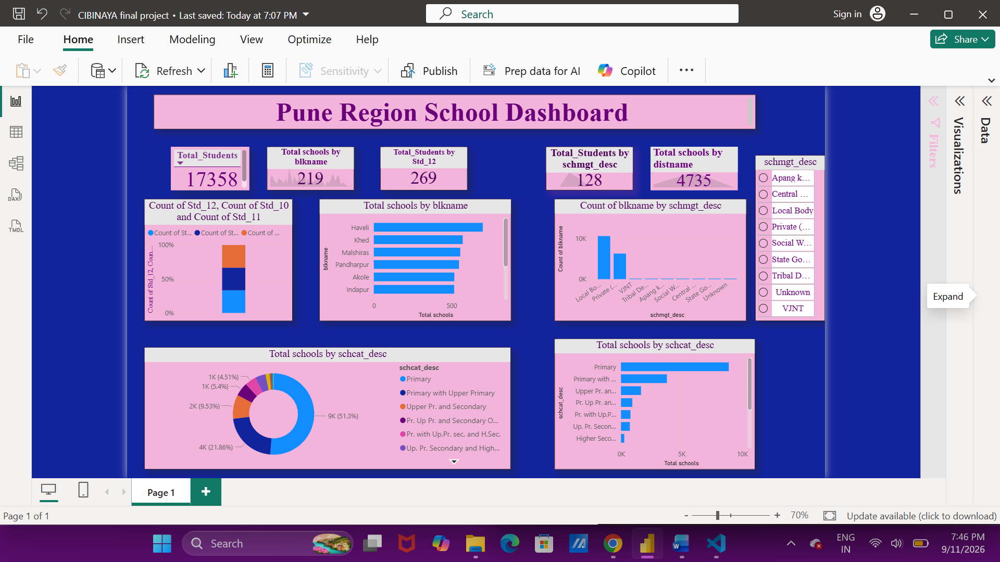 CIBINAYA final project • Last saved: Today at 7:07 PM
Search
Sign in
File
Home
Insert
Modeling
View
Optimize
Help
Share
Refresh
Sensitivity
Publish
Prep data for AI
Copilot
Pune Region School Dashboard
Total_Students
17358
Total schools by
blkname
219
Total_Students by
Std_12
269
Total_Students by
schmgt_desc
128
Total schools by
distname
4735
schmgt_desc
Apang k...
Central ...
Local Body
Private (...
Social W...
State Go...
Tribal D...
Unknown
VJNT
Filters
Visualizations
Data
Expand
DAX
TMDL
Count of Std_12, Count of Std_10
and Count of Std_11
Count of St... Count of St... Count of ...
Count of Std_12, Coun...
100%
50%
0%
Total schools by blkname
blkname
Haveli
Khed
Malshiras
Pandharpur
Akole
Indapur
0 500
Total schools
Count of blkname by schmgt_desc
Count of blkname
10K
0K
Local Bo... Private (... VJNT Tribal De... Apang k... Social W... Central ... State Go... Unknown
schmgt_desc
Total schools by schcat_desc
1K (4.51%)
1K (5.4%)
2K (9.53%)
4K (21.86%)
9K (51.3%)
schcat_desc
Primary
Primary with Upper Primary
Upper Pr. and Secondary
Pr. Up Pr. and Secondary O...
Pr. with Up.Pr. sec. and H.Sec.
Up. Pr. Secondary and High...
Total schools by schcat_desc
schcat_desc
Primary
Primary with ...
Upper Pr. an...
Pr. Up Pr. an...
Pr. with Up.P...
Up. Pr. Secon...
Higher Seco...
0K 5K 10K
Total schools
Page 1
Page 1 of 1
70%
Update available (click to download)
Search
ENG
IN
7:46 PM
9/11/2026